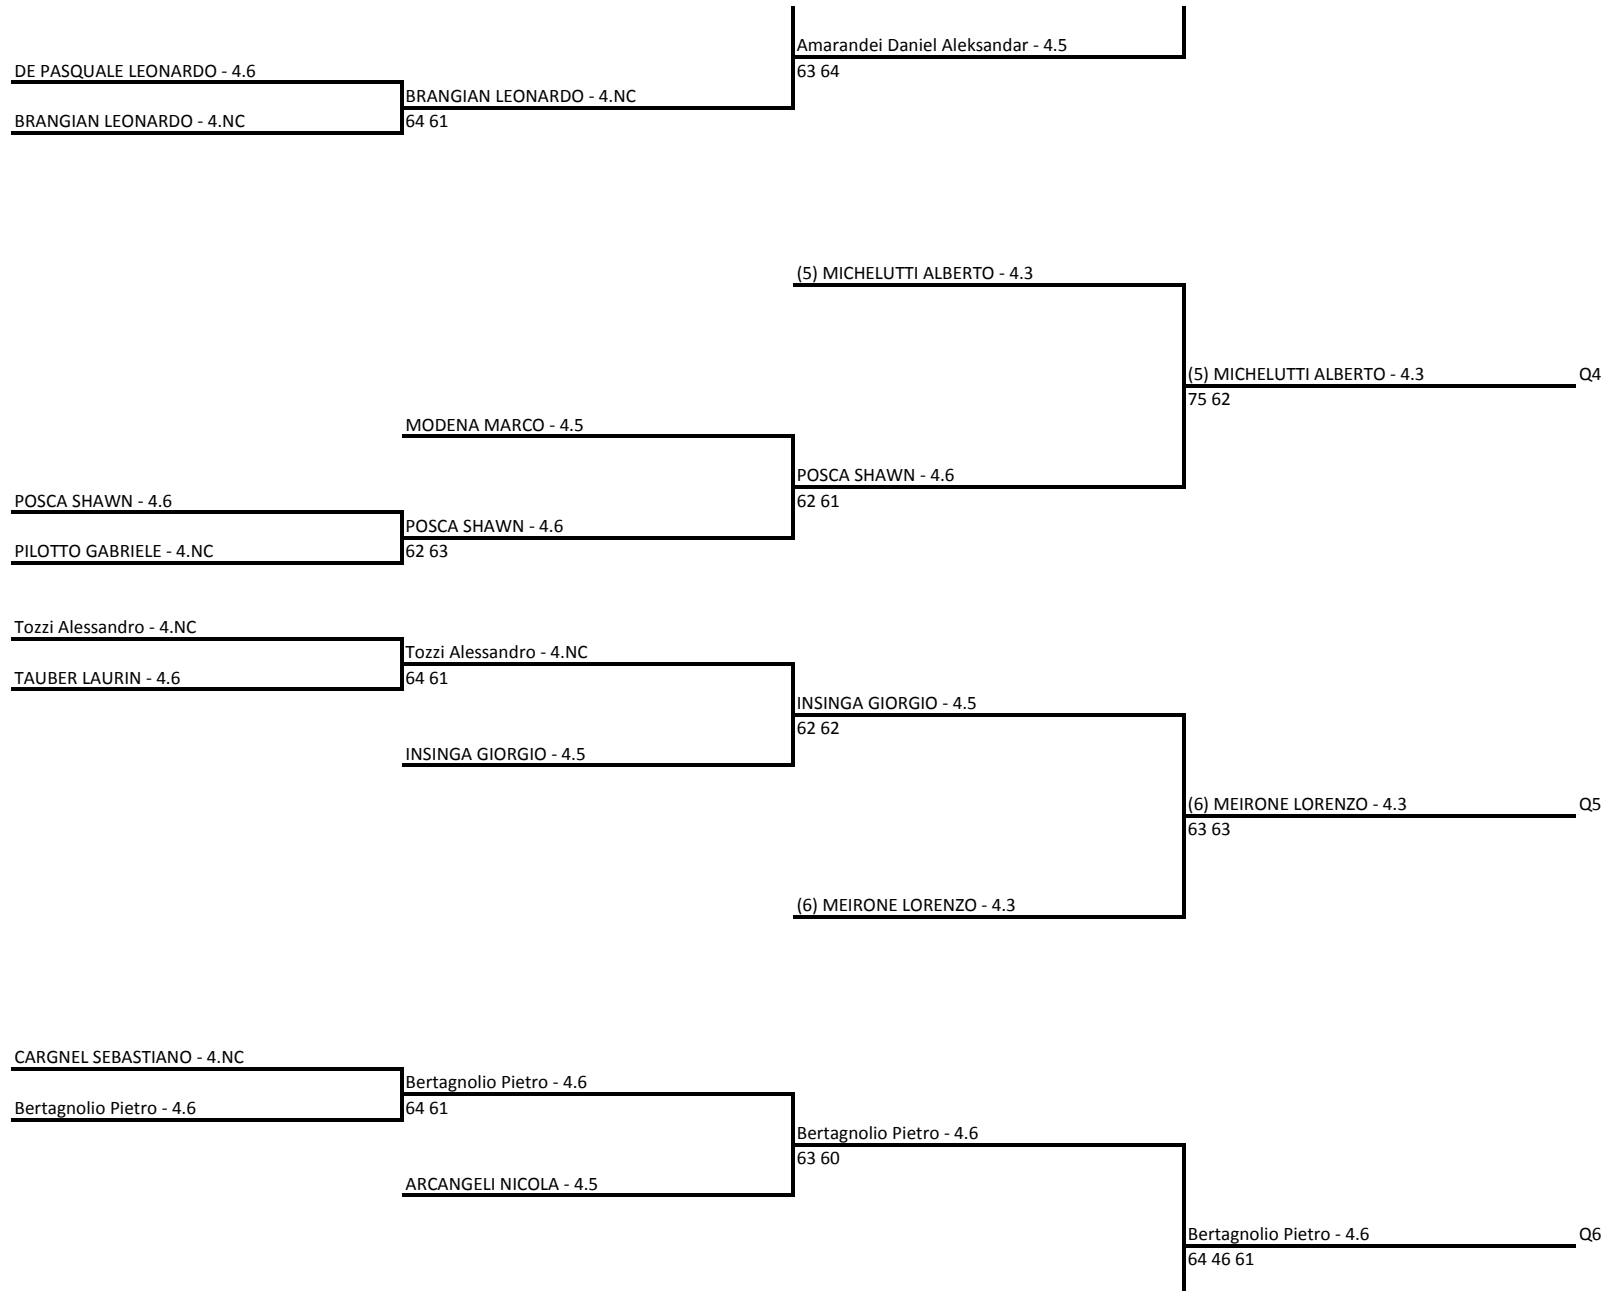 Amarandei Daniel Aleksandar - 4.5
DE PASQUALE LEONARDO - 4.6
63 64
BRANGIAN LEONARDO - 4.NC
BRANGIAN LEONARDO - 4.NC
64 61
(5) MICHELUTTI ALBERTO - 4.3
(5) MICHELUTTI ALBERTO - 4.3
Q4
75 62
MODENA MARCO - 4.5
POSCA SHAWN - 4.6
POSCA SHAWN - 4.6
62 61
POSCA SHAWN - 4.6
PILOTTO GABRIELE - 4.NC
62 63
Tozzi Alessandro - 4.NC
Tozzi Alessandro - 4.NC
TAUBER LAURIN - 4.6
64 61
INSINGA GIORGIO - 4.5
62 62
INSINGA GIORGIO - 4.5
(6) MEIRONE LORENZO - 4.3
Q5
63 63
(6) MEIRONE LORENZO - 4.3
CARGNEL SEBASTIANO - 4.NC
Bertagnolio Pietro - 4.6
Bertagnolio Pietro - 4.6
64 61
Bertagnolio Pietro - 4.6
63 60
ARCANGELI NICOLA - 4.5
Bertagnolio Pietro - 4.6
Q6
64 46 61